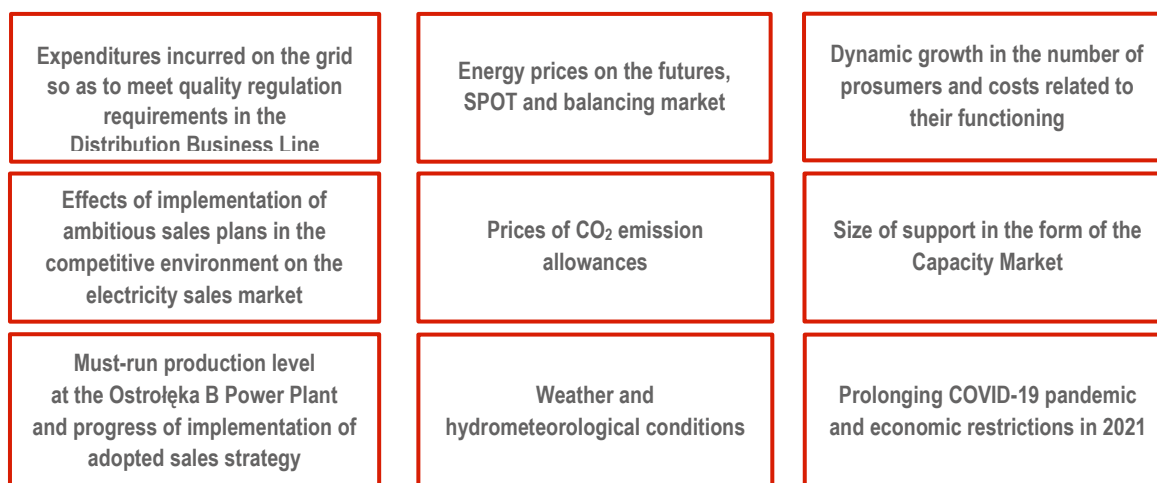 Expenditures incurred on the grid
so as to meet quality regulation
requirements in the
Distribution Business Line
Energy prices on the futures,
SPOT and balancing market
Dynamic growth in the number of
prosumers and costs related to
their functioning
Effects of implementation of
ambitious sales plans in the
competitive environment on the
electricity sales market
Prices of CO₂ emission
allowances
Size of support in the form of the
Capacity Market
Must-run production level
at the Ostrołęka B Power Plant
and progress of implementation of
adopted sales strategy
Weather and
hydrometeorological conditions
Prolonging COVID-19 pandemic
and economic restrictions in 2021